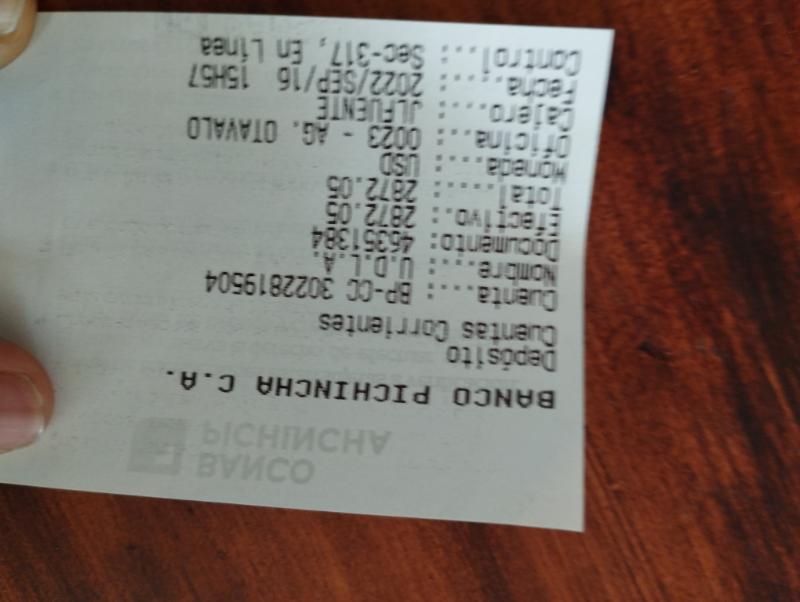 BANCO
PICHINCHA
BANCO PICHINCHA C.A.
Depósito
Cuentas Corrientes
Cuenta...: BP-CC 3022819504
Nombre...: U.D.L.A.
Documento: 46351384
Efectivo.: 2872.05
Total....: 2872.05
Moneda...: USD
Oficina..: 0023 - AG. OTAVALO
Cajero...: JLFUENTE
Fecha....: 2022/SEP/16 15H57
Control..: Sec-317, En Línea